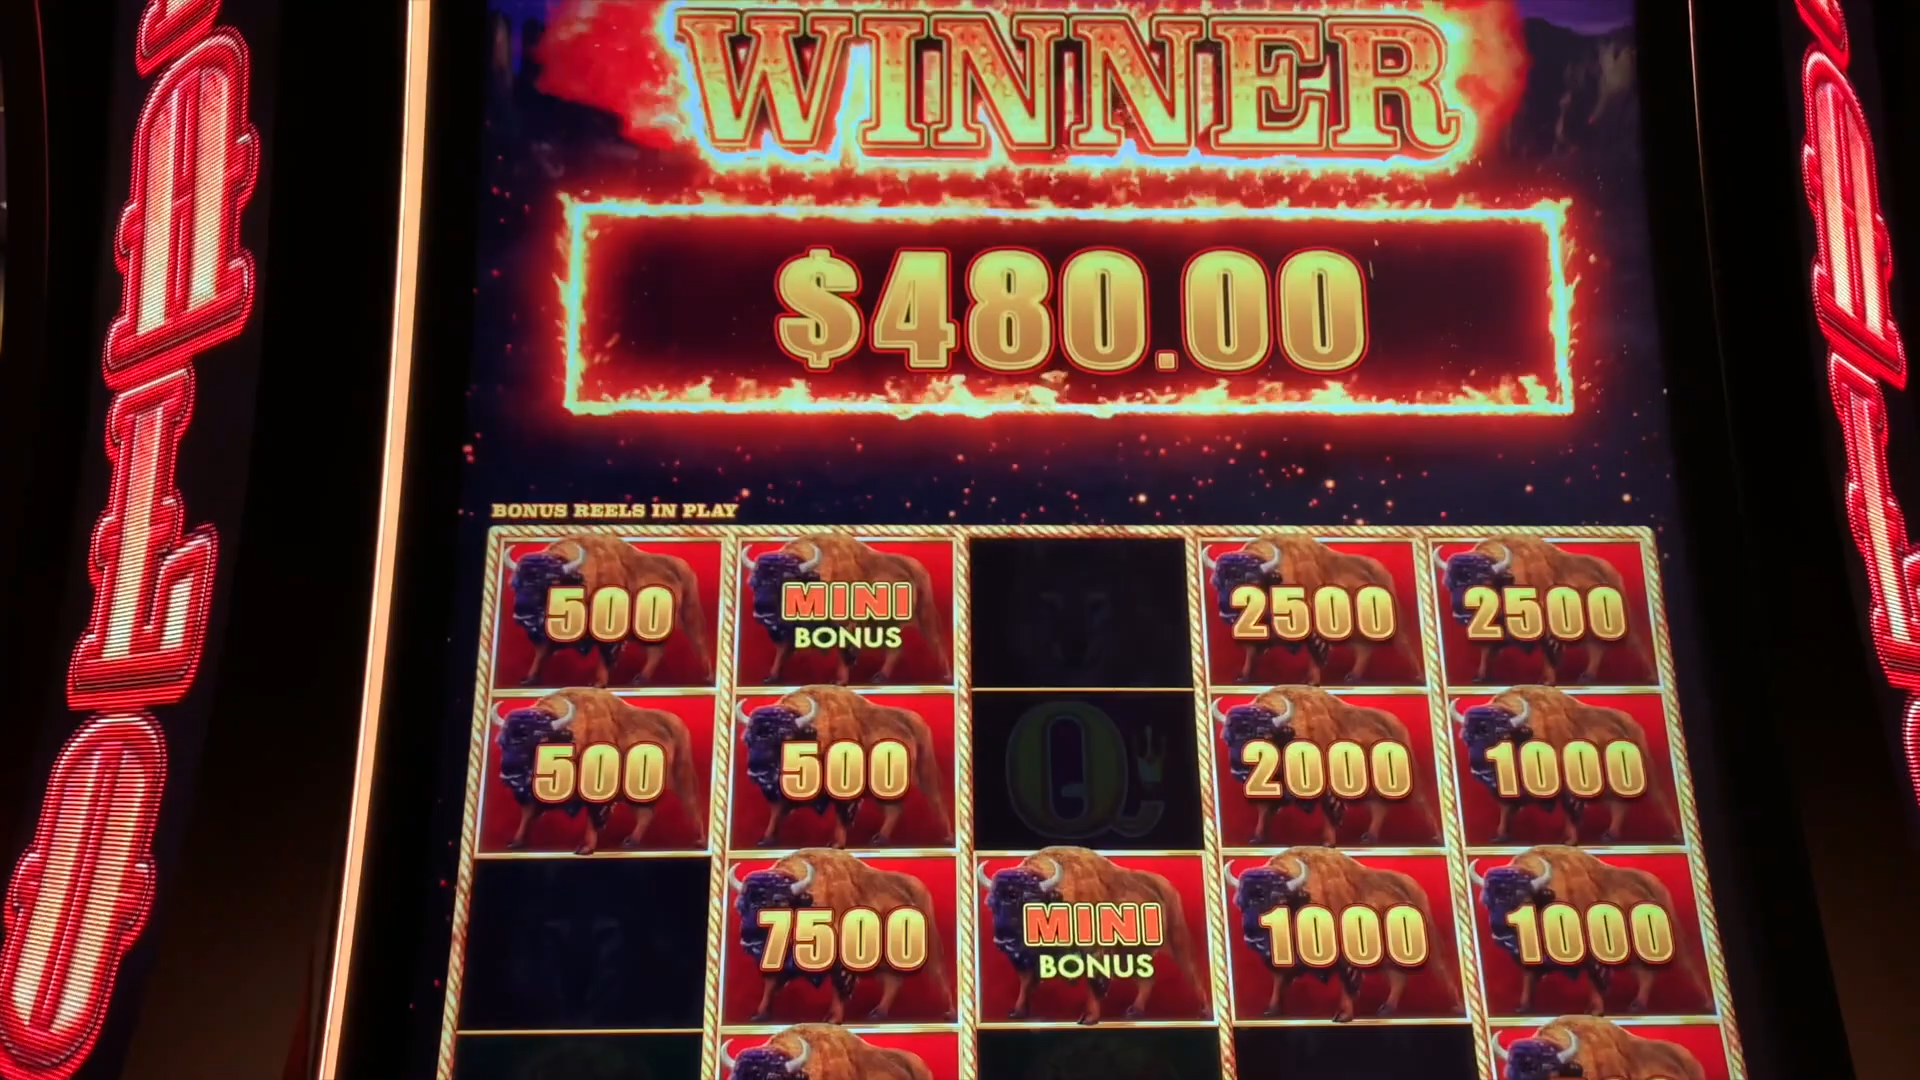 WINNER
$480.00
BONUS REELS IN PLAY
500 MINI BONUS 2500 2500
500 500 Q 2000 1000
7500 MINI BONUS 1000 1000